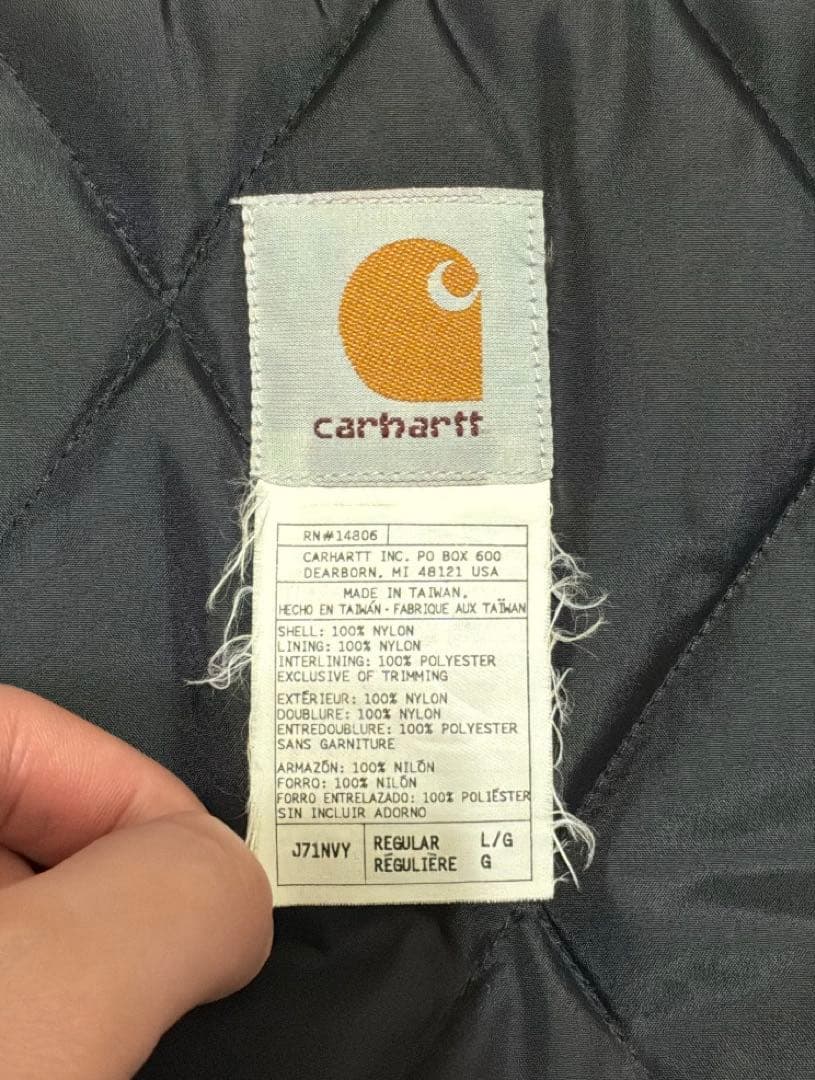 carhartt
RN#14806
CARHARTT INC. PO BOX 600
DEARBORN, MI 48121 USA
MADE IN TAIWAN.
HECHO EN TAIWÁN - FABRIQUE AUX TAÏWAN
SHELL: 100% NYLON
LINING: 100% NYLON
INTERLINING: 100% POLYESTER
EXCLUSIVE OF TRIMMING
EXTÉRIEUR: 100% NYLON
DOUBLURE: 100% NYLON
ENTREDOUBLURE: 100% POLYESTER
SANS GARNITURE
ARMAZŌN: 100% NILŌN
FORRO: 100% NILŌN
FORRO ENTRELAZADO: 100% POLIÉSTER
SIN INCLUIR ADORNO
J71NVY
REGULAR L/G
RÉGULIÈRE G